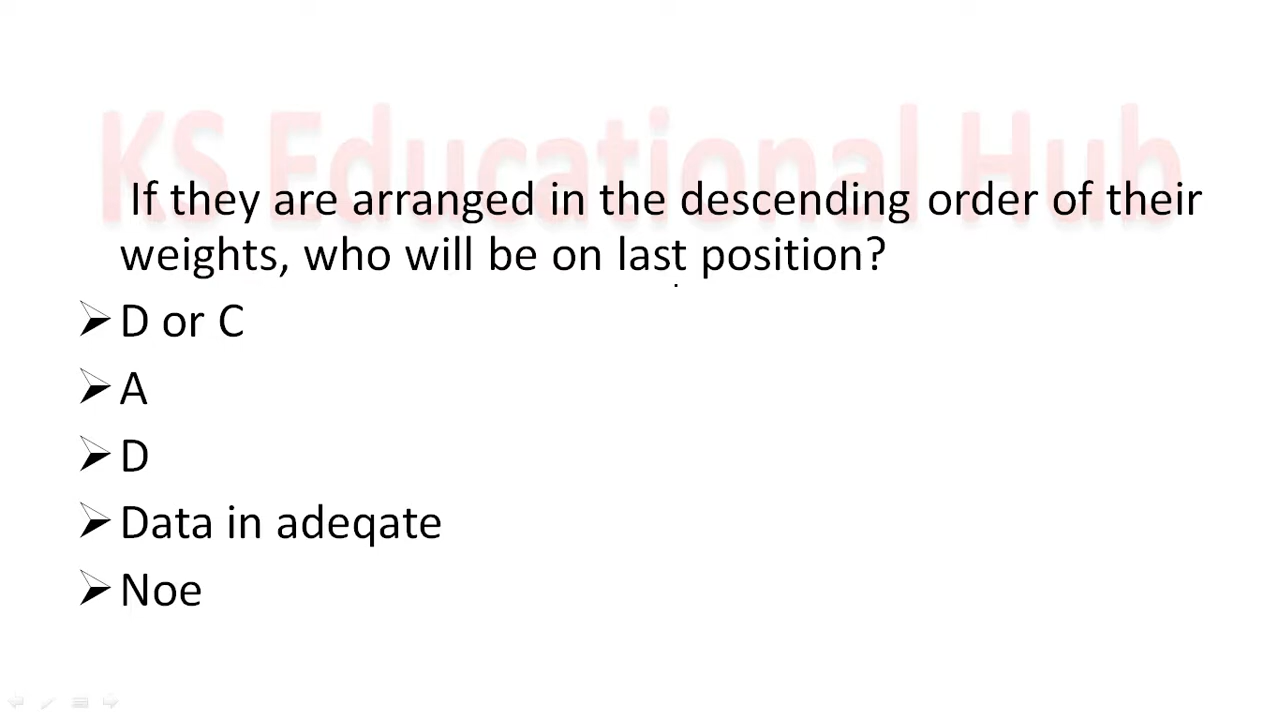 KS Educational Hub
If they are arranged in the descending order of their
weights, who will be on last position?
D or C
A
D
Data in adeqate
Noe